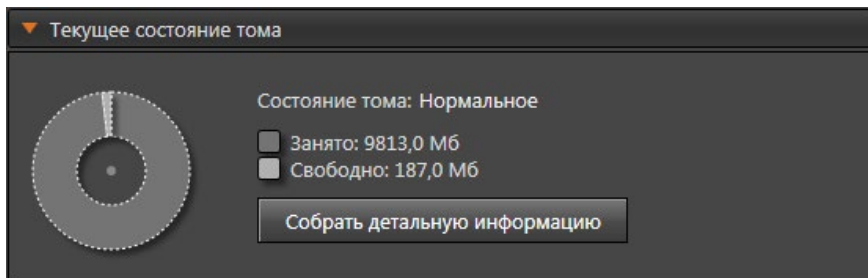 Текущее состояние тома
Состояние тома: Нормальное
Занято: 9813,0 Мб
Свободно: 187,0 Мб
Собрать детальную информацию